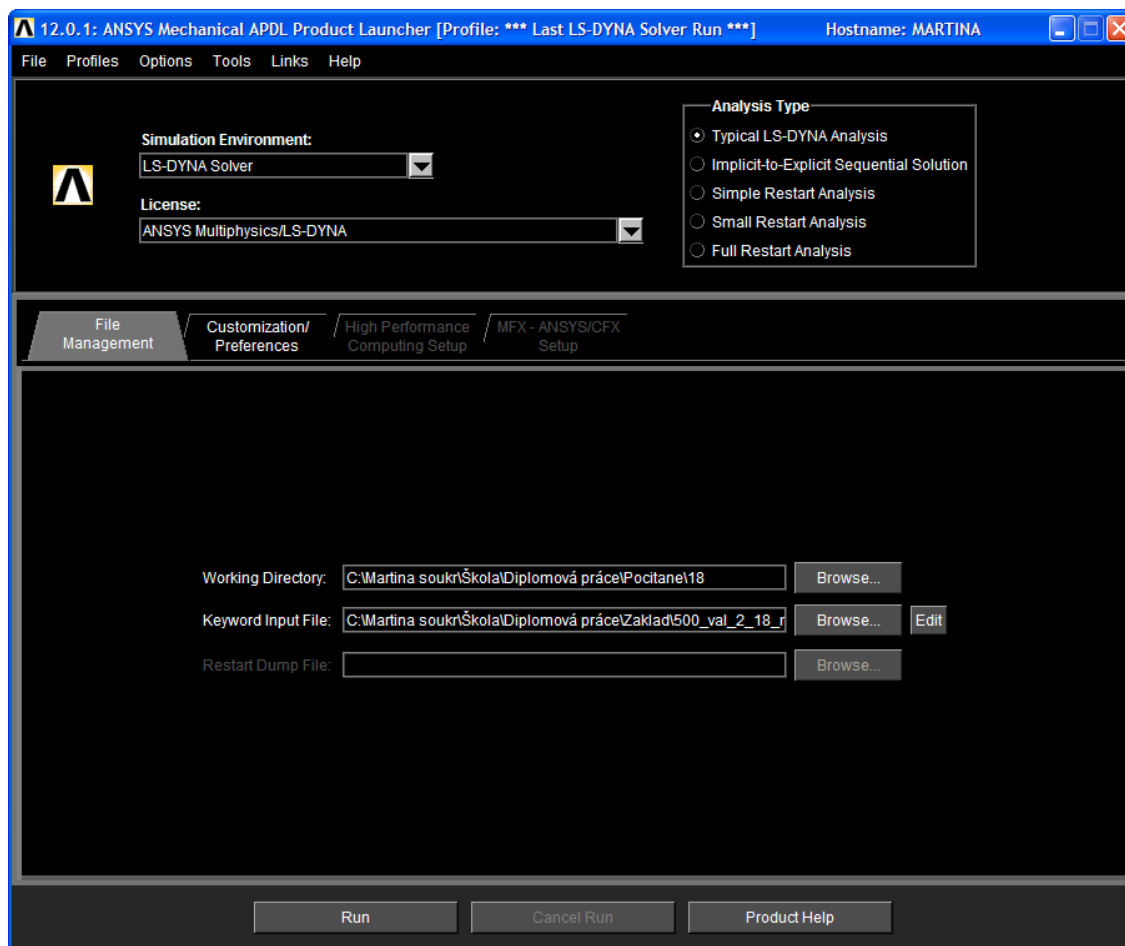 12.0.1: ANSYS Mechanical APDL Product Launcher [Profile: *** Last LS-DYNA Solver Run ***] Hostname: MARTINA
File Profiles Options Tools Links Help
Simulation Environment:
LS-DYNA Solver
License:
ANSYS Multiphysics/LS-DYNA
Analysis Type
Typical LS-DYNA Analysis
Implicit-to-Explicit Sequential Solution
Simple Restart Analysis
Small Restart Analysis
Full Restart Analysis
File
Management
Customization/
Preferences
High Performance
Computing Setup
MFX - ANSYS/CFX
Setup
Working Directory: C:\Martina soukr\Škola\Diplomová práce\Pocitane\18 Browse...
Keyword Input File: C:\Martina soukr\Škola\Diplomová práce\Zaklad\500_val_2_18_r Browse... Edit
Restart Dump File: Browse...
Run Cancel Run Product Help